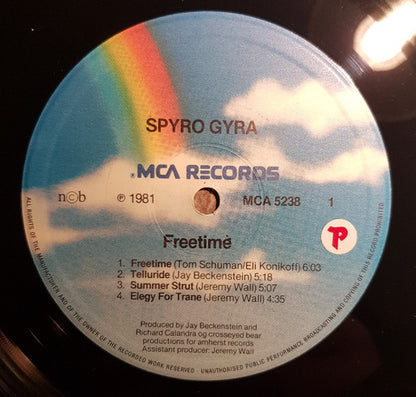 SPYRO GYRA
MCA RECORDS
n©b ℗ 1981 MCA 5238 1
Freetime
1. Freetime (Tom Schuman/Eli Konikoff) 6:03
2. Telluride (Jay Beckenstein) 5:18
3. Summer Strut (Jeremy Wall) 5:07
4. Elegy For Trane (Jeremy Wall) 4:35
Produced by Jay Beckenstein and
Richard Calandra og crosseyed bear
productions for amherst records
Assistant producer: Jeremy Wall
ALL RIGHTS OF THE MANUFACTURER AND OF THE OWNER OF THE RECORDED WORK RESERVED - UNAUTHORISED PUBLIC PERFORMANCE BROADCASTING AND COPYING OF THIS RECORD PROHIBITED